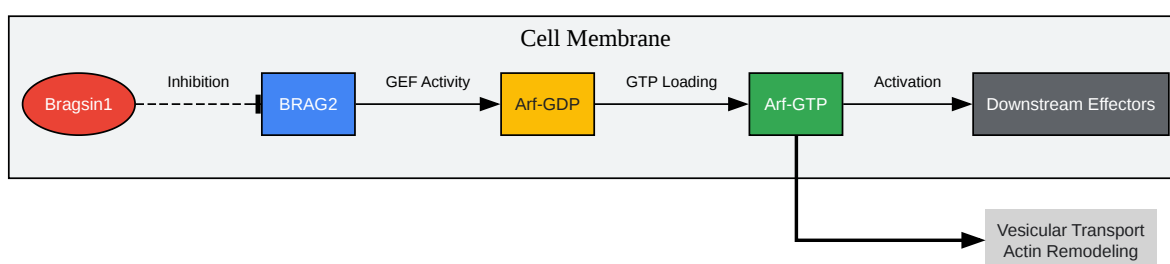 Cell Membrane
Inhibition
GEF Activity
GTP Loading
Activation
Bragsin1
BRAG2
Arf-GDP
Arf-GTP
Downstream Effectors
Vesicular Transport
Actin Remodeling